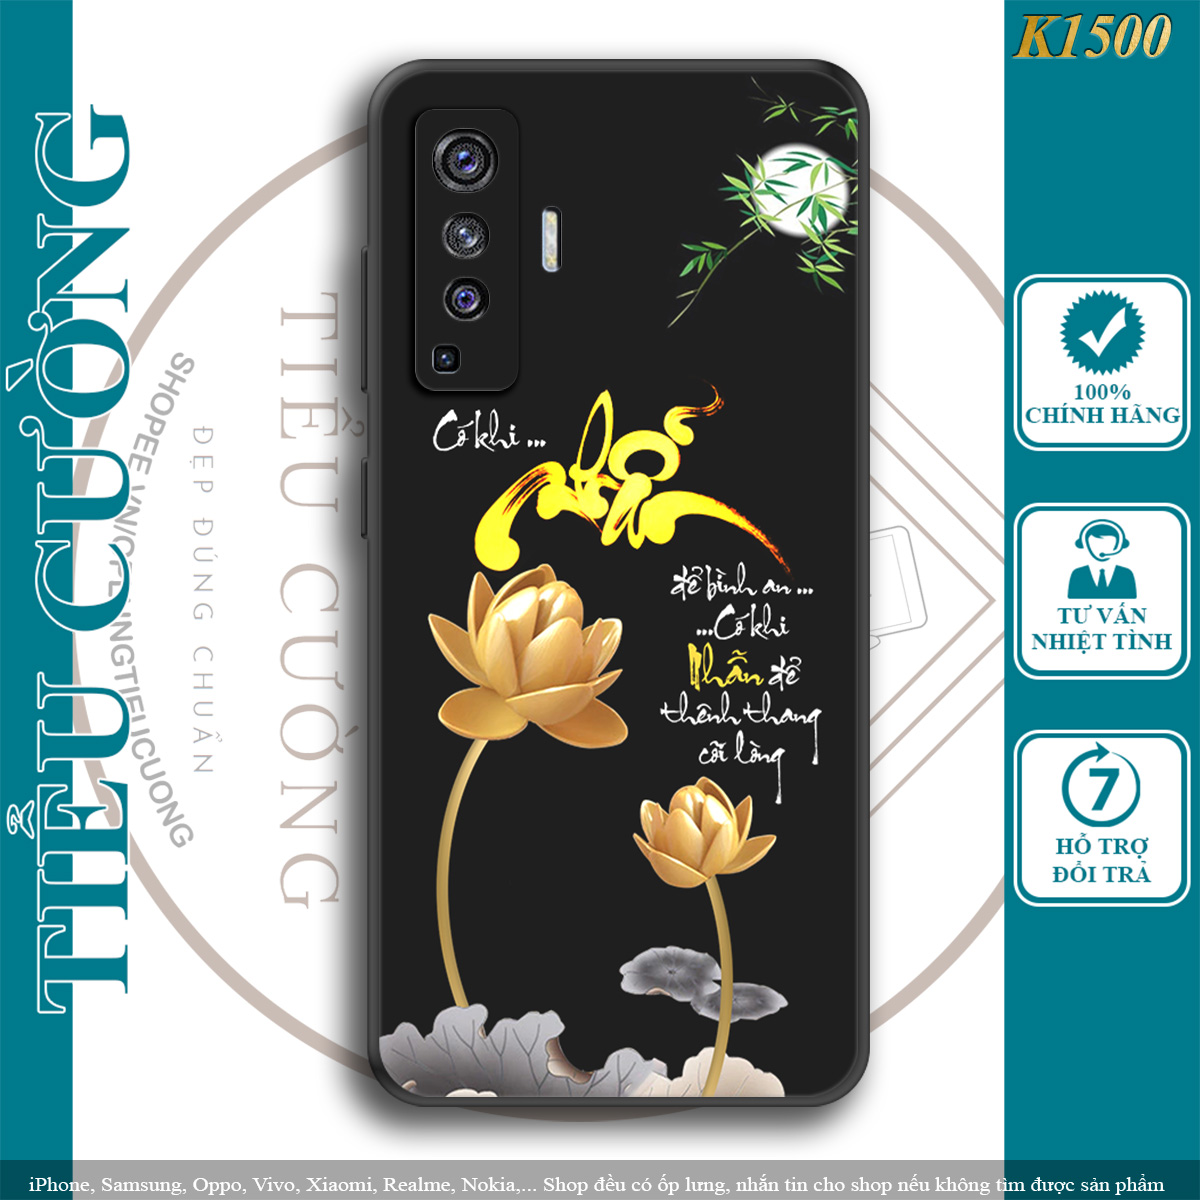 K1500
TIỂU CƯỜNG
TIỂU CƯỜNG
ĐẸP ĐÚNG CHUẨN
Có khi ...
Nhẫn
để bình an ...
...Có khi
Nhẫn để
thênh thang
cõi lòng
100%
CHÍNH HÃNG
TƯ VẤN
NHIỆT TÌNH
7
HỖ TRỢ
ĐỔI TRẢ
iPhone, Samsung, Oppo, Vivo, Xiaomi, Realme, Nokia,... Shop đều có ốp lưng, nhắn tin cho shop nếu không tìm được sản phẩm